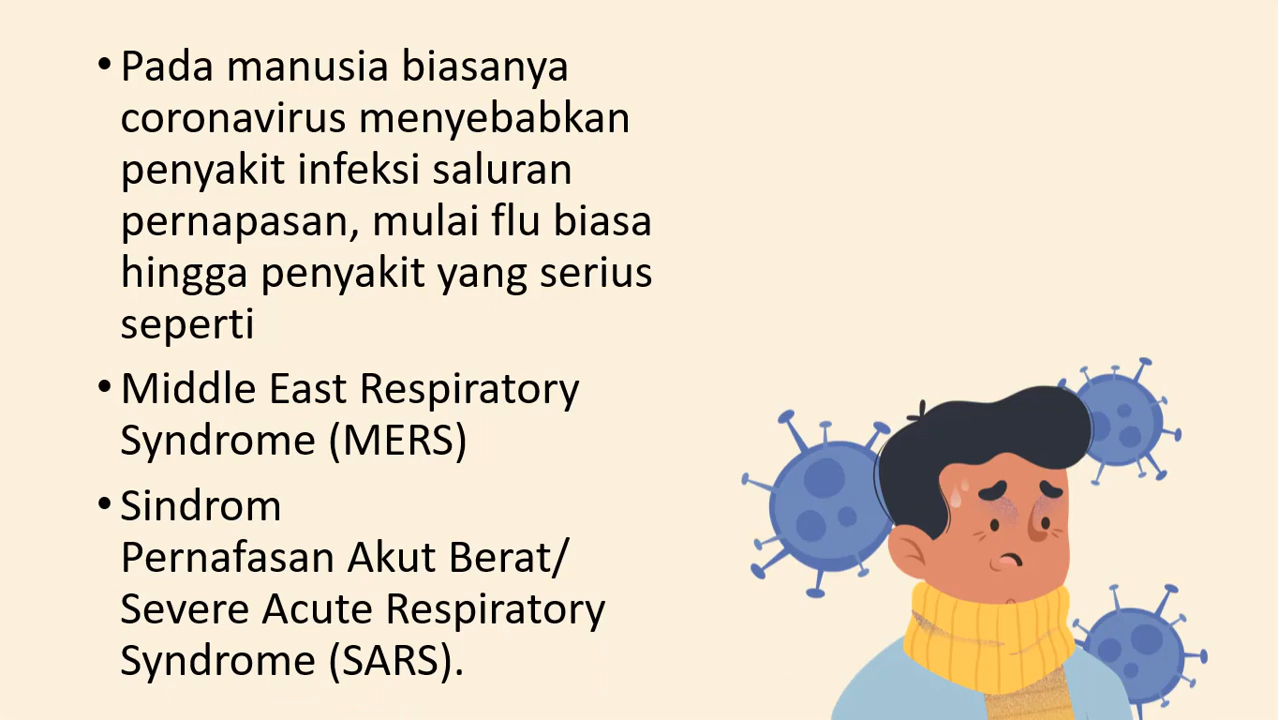 • Pada manusia biasanya
coronavirus menyebabkan
penyakit infeksi saluran
pernapasan, mulai flu biasa
hingga penyakit yang serius
seperti
• Middle East Respiratory
Syndrome (MERS)
• Sindrom
Pernafasan Akut Berat/
Severe Acute Respiratory
Syndrome (SARS).